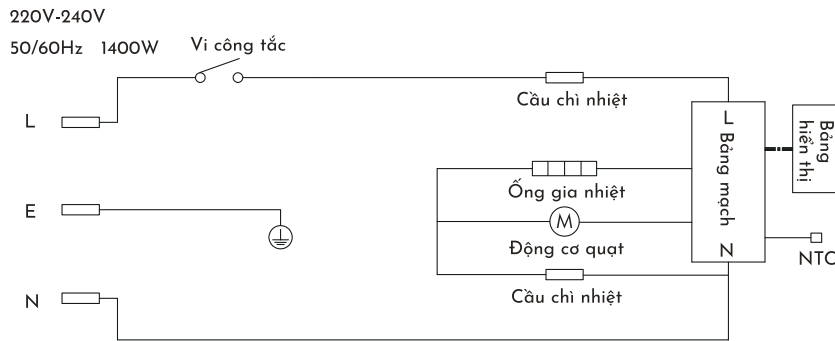 220V-240V
50/60Hz 1400W
Vi công tắc
Cầu chì nhiệt
L
L
Bảng mạch
N
Bảng
hiển thị
Ống gia nhiệt
E
M
Động cơ quạt
NTC
Cầu chì nhiệt
N